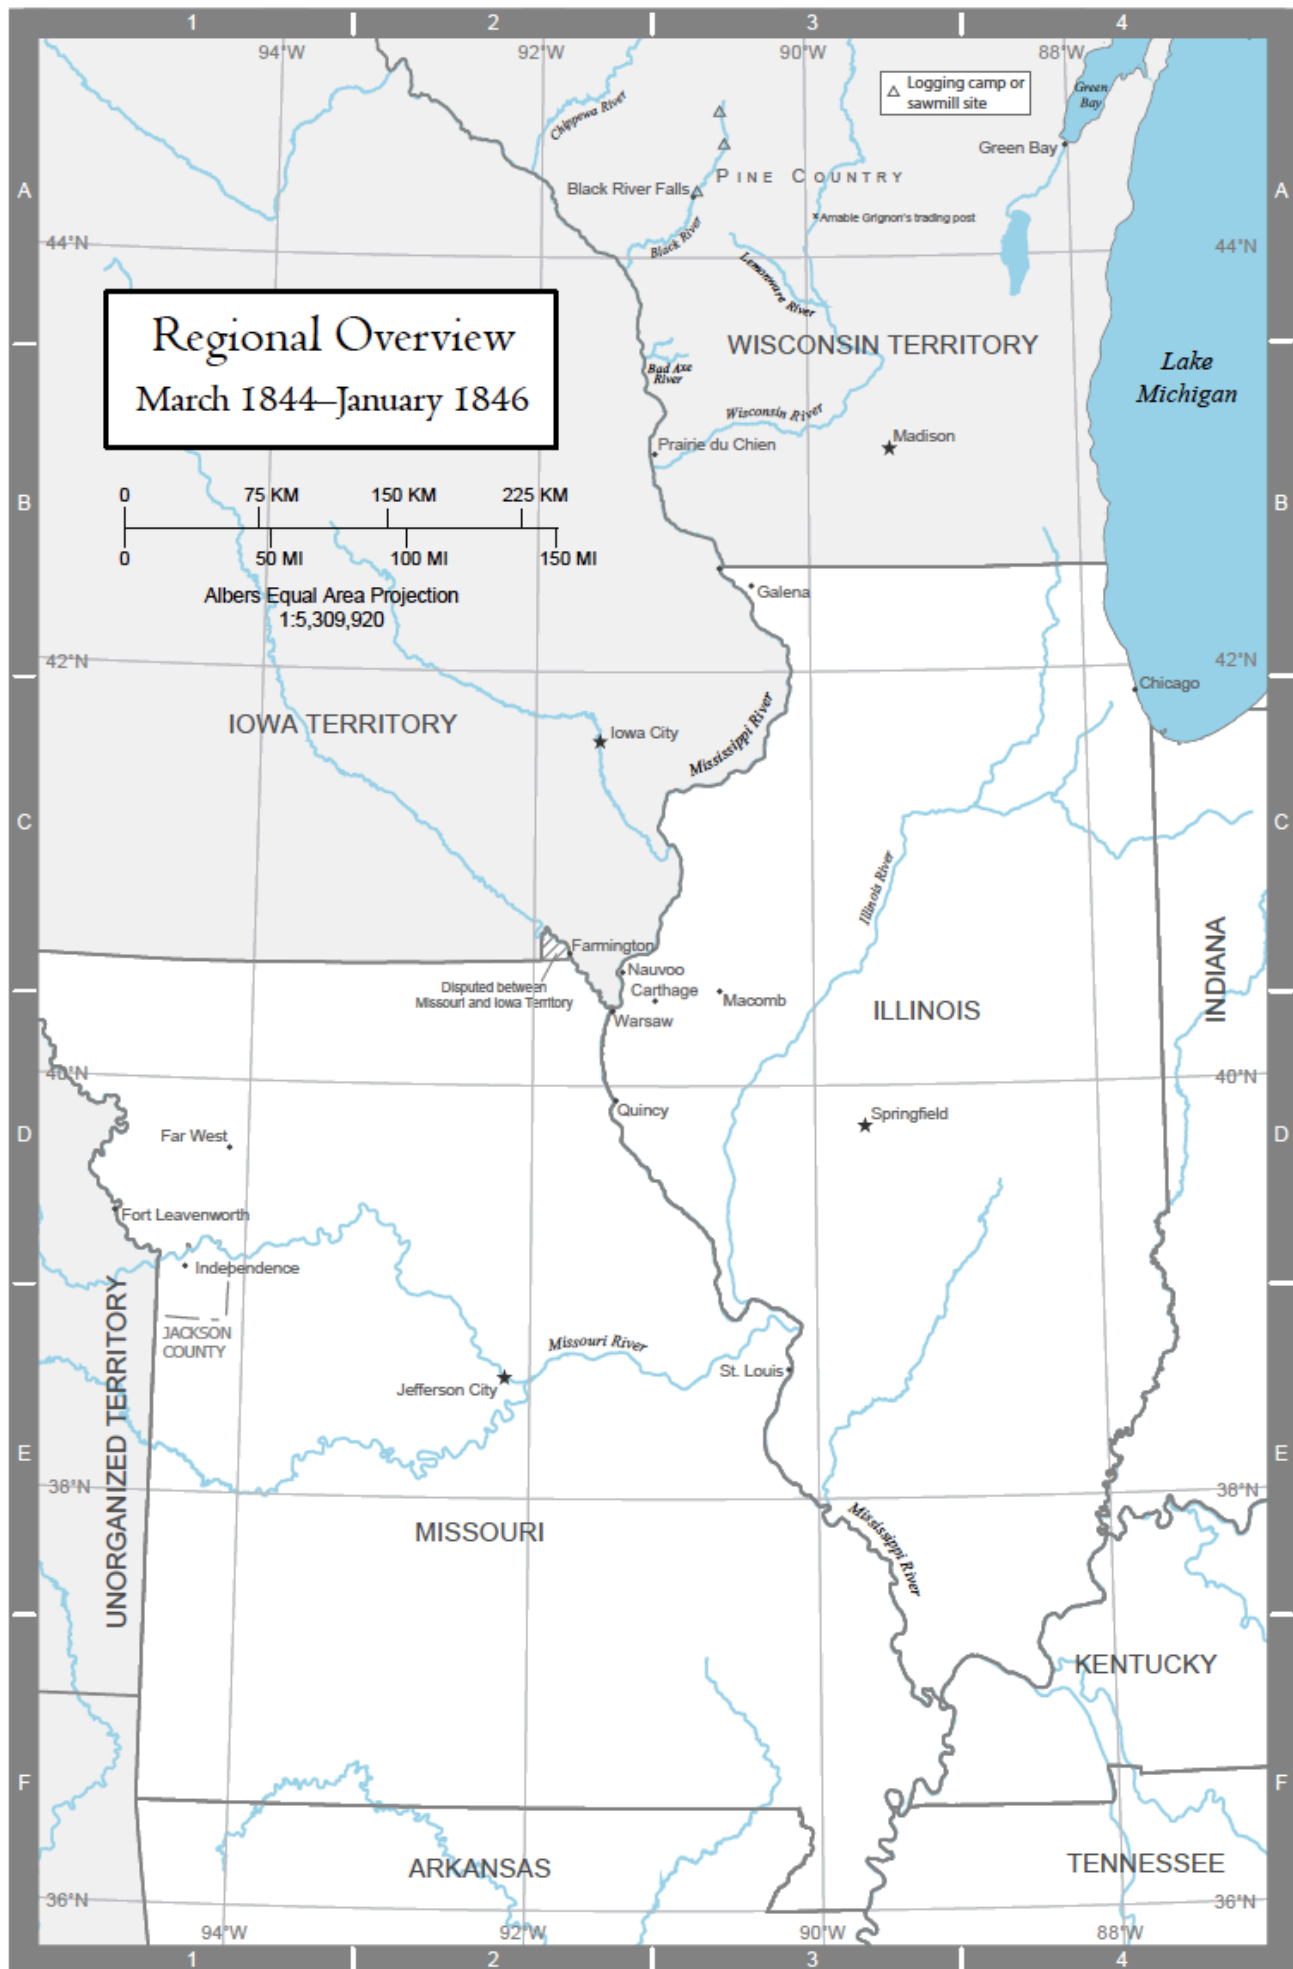 1 2 3 4
94°W 92°W 90°W 88°W
Logging camp or
sawmill site
Green
Bay
Chippewa River
Green Bay
PINE COUNTRY
A A
Black River Falls
Amable Grignon's trading post
Black River
44°N 44°N
Lemonware River
Regional Overview
March 1844–January 1846
WISCONSIN TERRITORY
Lake
Michigan
Bad Axe
River
Wisconsin River
Madison
Prairie du Chien
0 75 KM 150 KM 225 KM
B B
0 50 MI 100 MI 150 MI
Albers Equal Area Projection
1:5,309,920
Galena
42°N 42°N
Chicago
IOWA TERRITORY
Iowa City
Mississippi River
C C
Illinois River
INDIANA
Farmington
Nauvoo
Disputed between
Missouri and Iowa Territory
Carthage
Macomb
ILLINOIS
Warsaw
40°N 40°N
Quincy
Springfield
D D
Far West
Fort Leavenworth
Independence
UNORGANIZED TERRITORY
JACKSON
COUNTY
Missouri River
St. Louis
Jefferson City
E E
38°N 38°N
Mississippi River
MISSOURI
KENTUCKY
F F
ARKANSAS
TENNESSEE
36°N 36°N
94°W 92°W 90°W 88°W
1 2 3 4